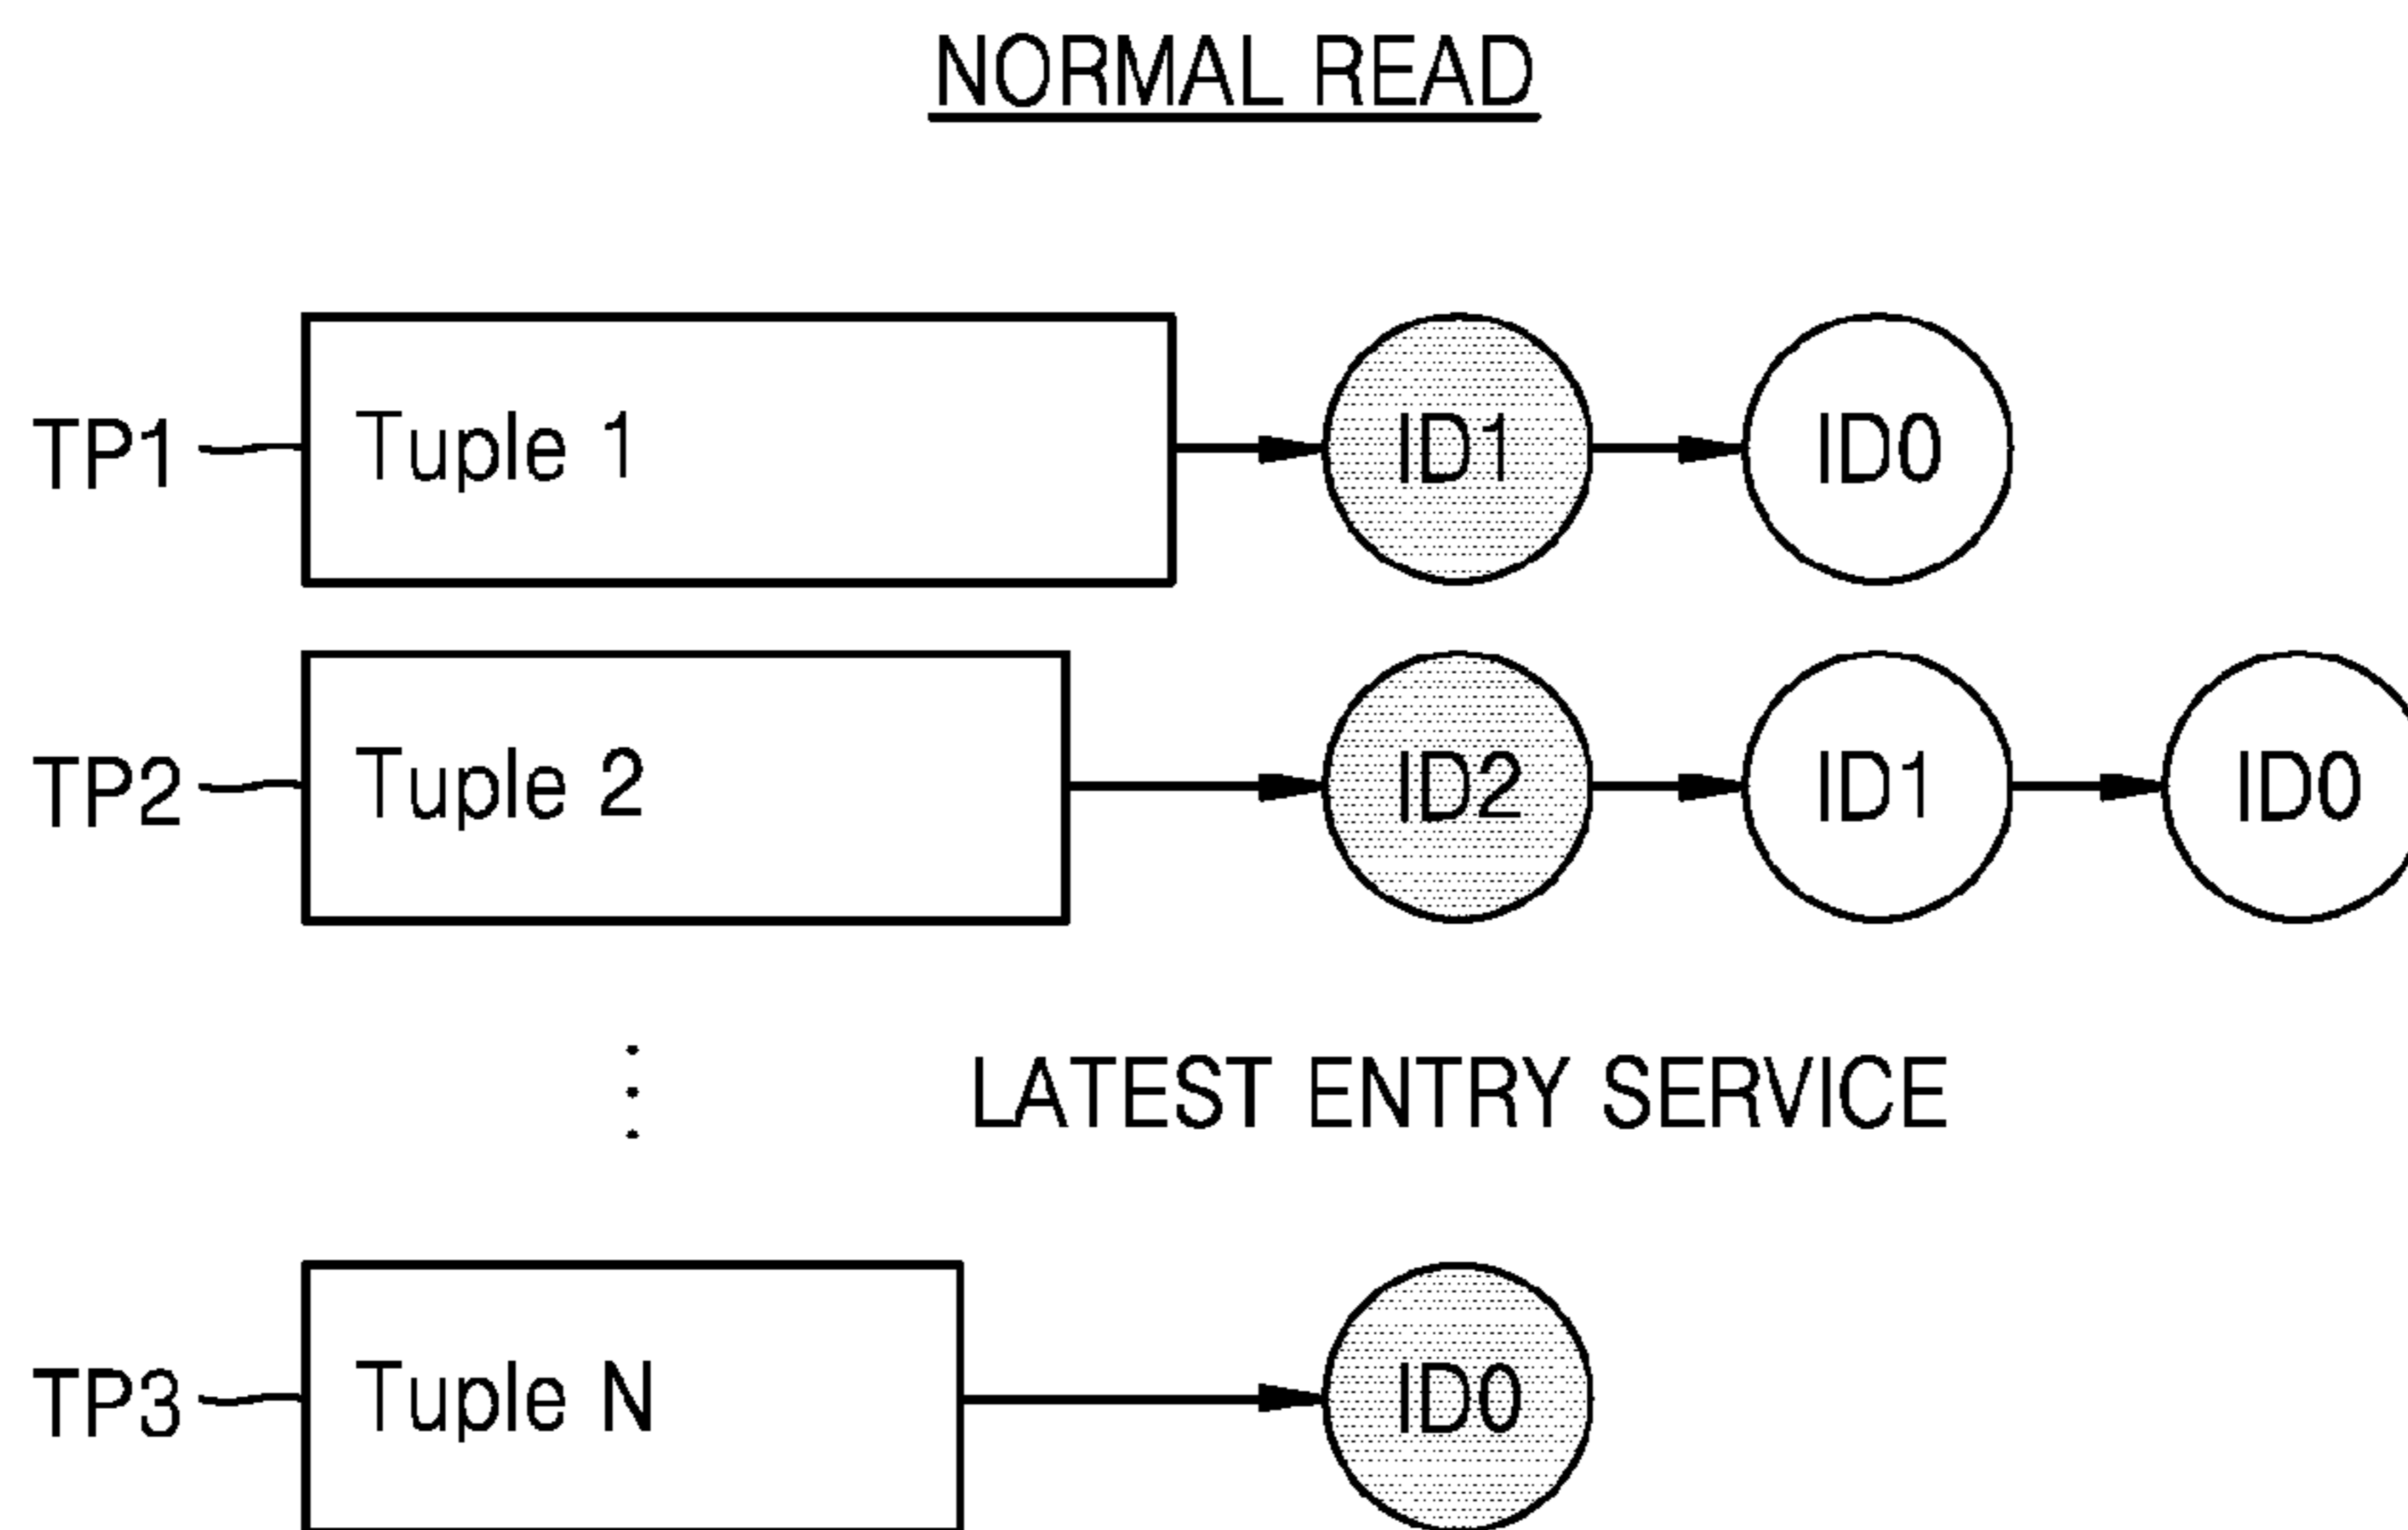 NORMAL READ
TP1 Tuple 1 ID1 ID0
TP2 Tuple 2 ID2 ID1 ID0
LATEST ENTRY SERVICE
TP3 Tuple N ID0